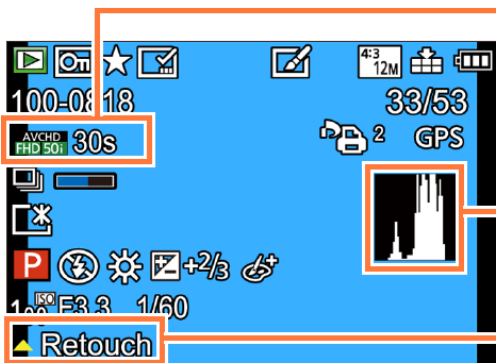 4:3 12M
100-0818 33/53
AVCHD FHD 50i 30s 2 GPS
P +2/3
ISO F3.3 1/60
Retouch